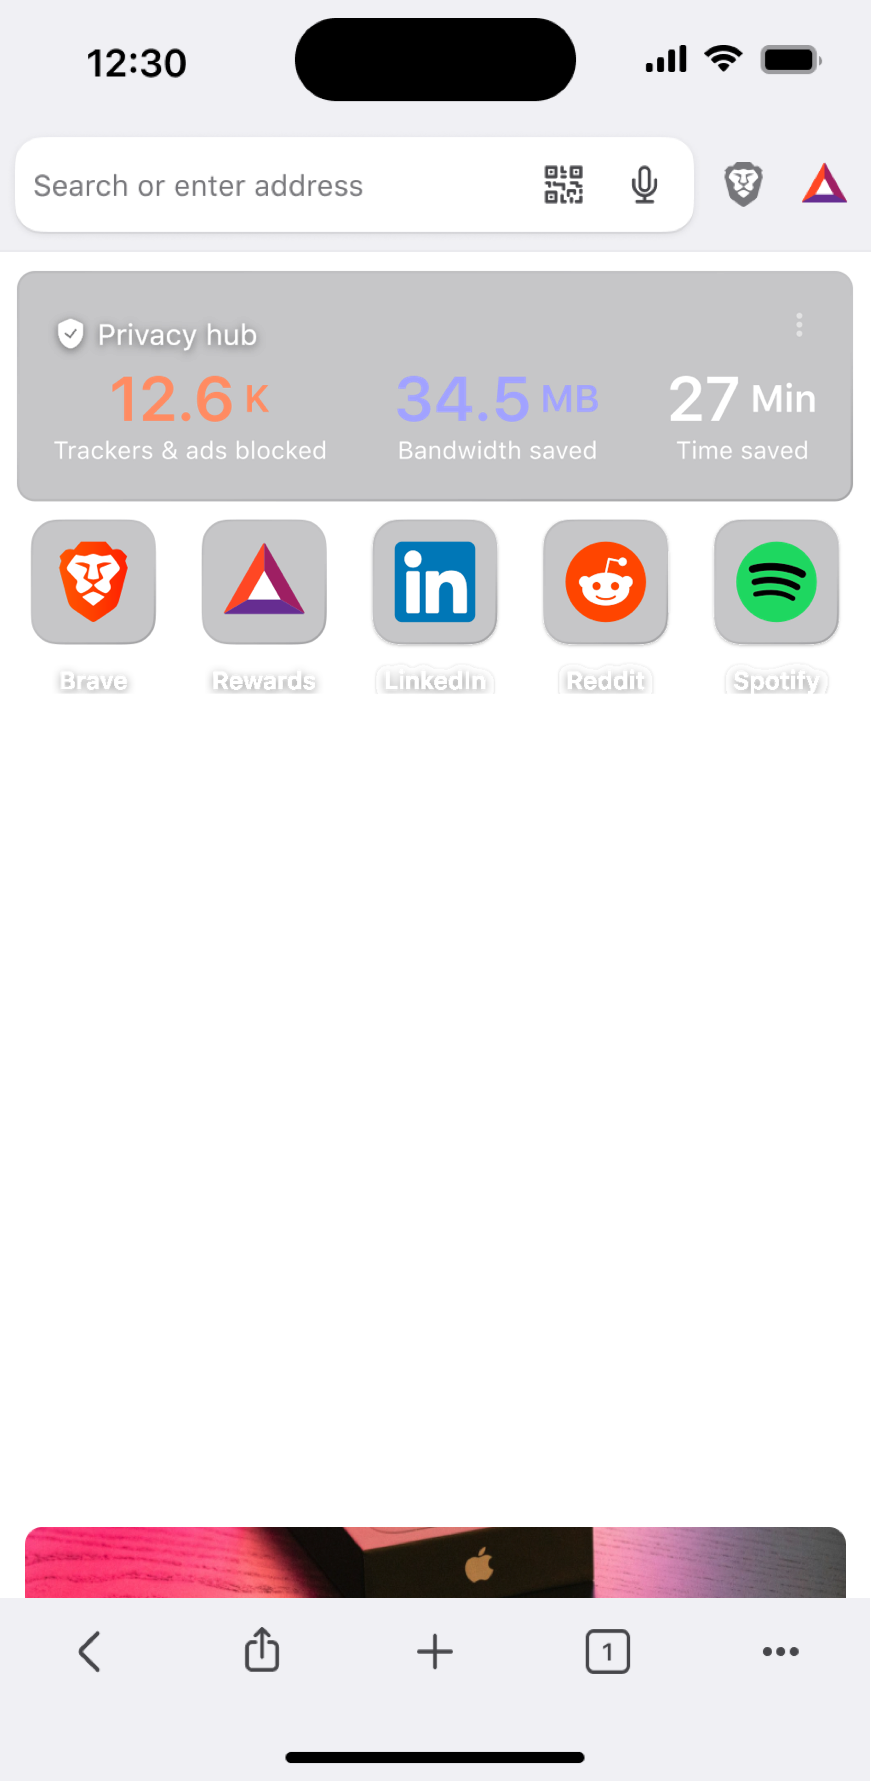 12:30
Search or enter address
Privacy hub
12.6 K
34.5 MB
27 Min
Trackers & ads blocked
Bandwidth saved
Time saved
in
Brave
Rewards
LinkedIn
Reddit
Spotify
1